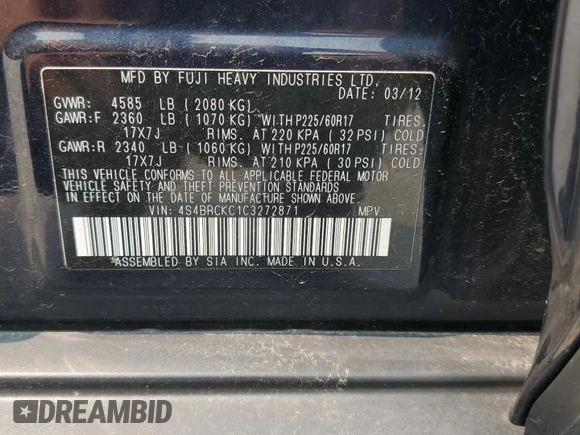 MFD BY FUJI HEAVY INDUSTRIES LTD.
DATE: 03/12
GVWR: 4585 LB (2080 KG)
GAWR:F 2360 LB (1070 KG) WITH P225/60R17 TIRES.
17X7J RIMS. AT 220 KPA (32 PSI) COLD
GAWR:R 2340 LB (1060 KG) WITH P225/60R17 TIRES.
17X7J RIMS. AT 210 KPA (30 PSI) COLD
THIS VEHICLE CONFORMS TO ALL APPLICABLE FEDERAL MOTOR
VEHICLE SAFETY AND THEFT PREVENTION STANDARDS
IN EFFECT ON THE DATE OF MANUFACTURE SHOWN ABOVE.
VIN: 4S4BRCKC1C3272871 MPV
ASSEMBLED BY SIA INC. MADE IN U.S.A.
DREAMBID